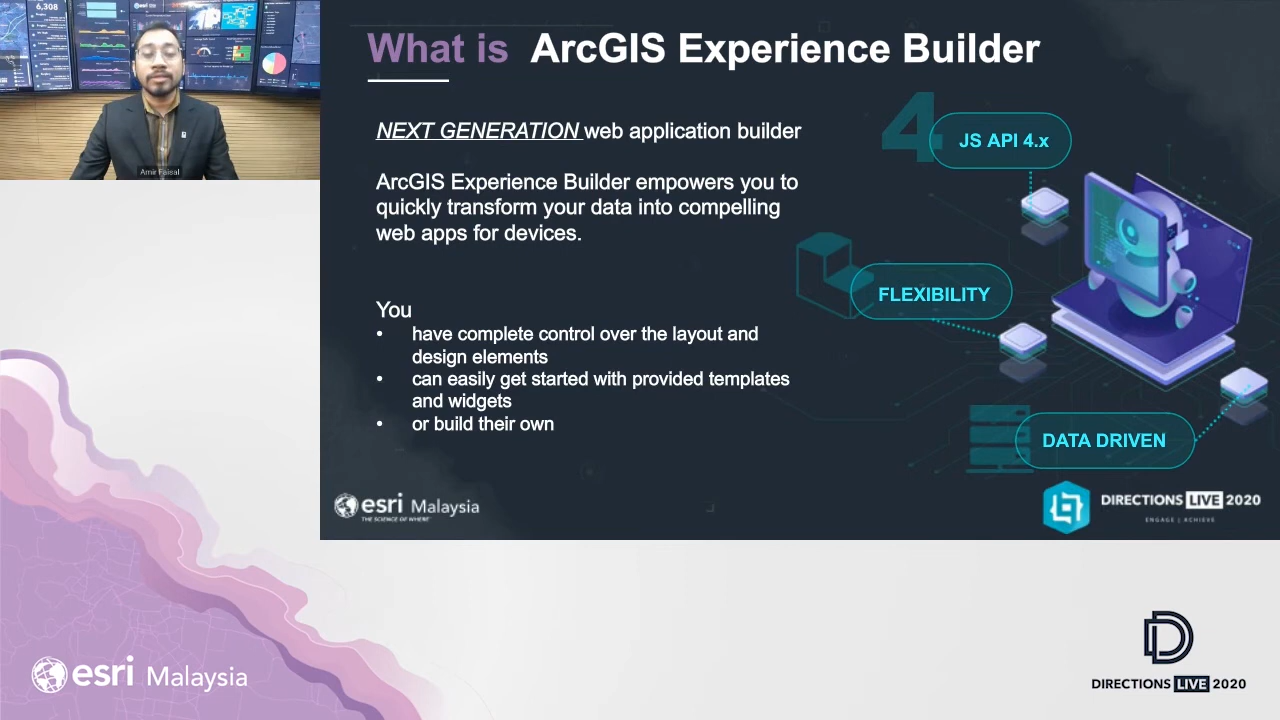 6,308
Amir Faisal
What is ArcGIS Experience Builder
NEXT GENERATION web application builder
ArcGIS Experience Builder empowers you to
quickly transform your data into compelling
web apps for devices.
You
• have complete control over the layout and
design elements
• can easily get started with provided templates
and widgets
• or build their own
4
JS API 4.x
FLEXIBILITY
DATA DRIVEN
esri Malaysia
THE SCIENCE OF WHERE
DIRECTIONS LIVE 2020
ENGAGE | ACHIEVE
esri Malaysia
DIRECTIONS LIVE 2020